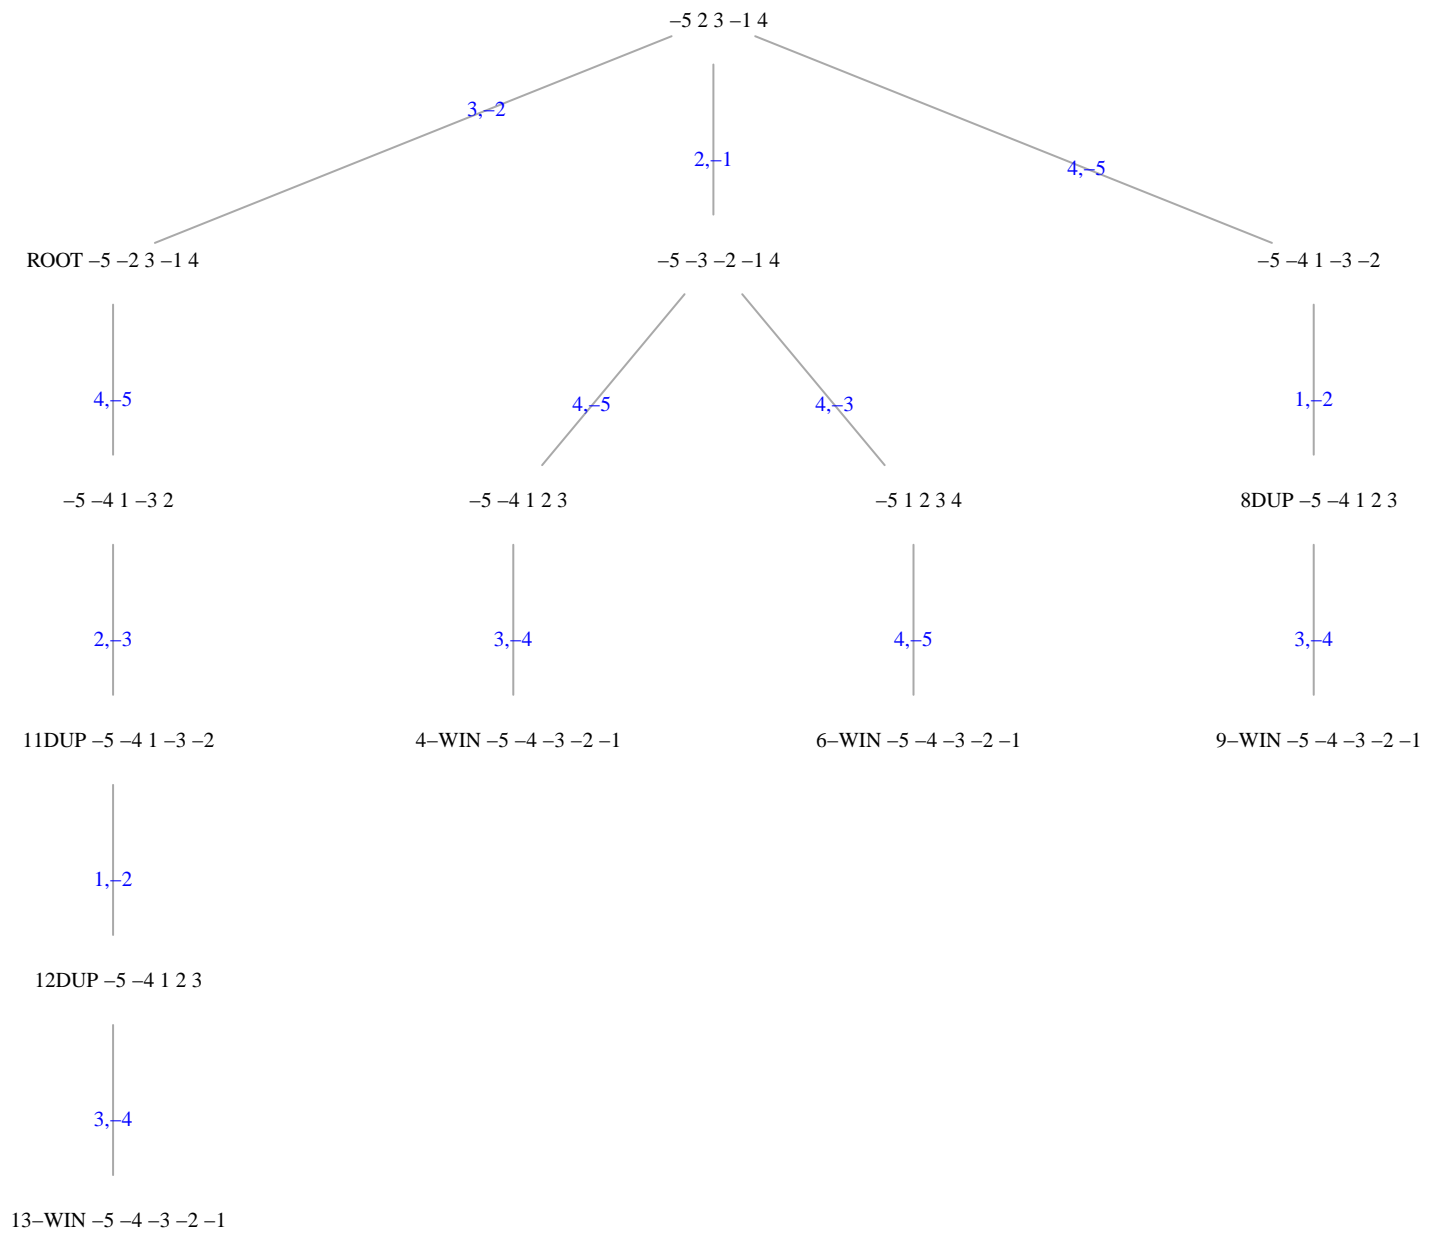 –5 2 3 –1 4
3,–2
2,–1
4,–5
ROOT –5 –2 3 –1 4
–5 –3 –2 –1 4
–5 –4 1 –3 –2
4,–5
4,–5
4,–3
1,–2
–5 –4 1 –3 2
–5 –4 1 2 3
–5 1 2 3 4
8DUP –5 –4 1 2 3
2,–3
3,–4
4,–5
3,–4
11DUP –5 –4 1 –3 –2
4–WIN –5 –4 –3 –2 –1
6–WIN –5 –4 –3 –2 –1
9–WIN –5 –4 –3 –2 –1
1,–2
12DUP –5 –4 1 2 3
3,–4
13–WIN –5 –4 –3 –2 –1